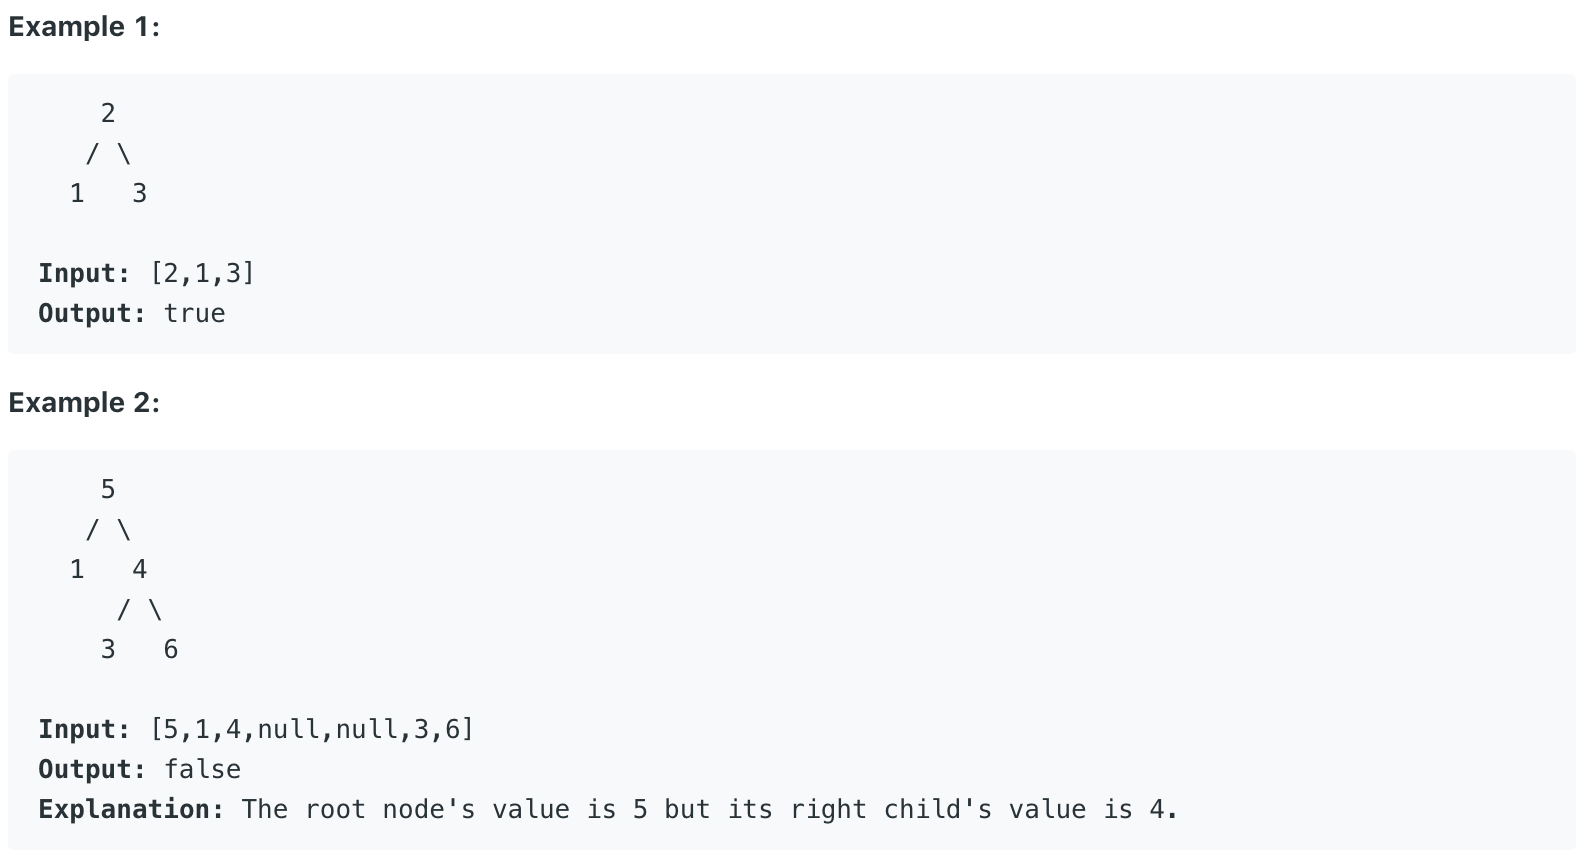 Example 1:
    2
   / \
  1   3
Input: [2,1,3]
Output: true
Example 2:
    5
   / \
  1   4
     / \
    3   6
Input: [5,1,4,null,null,3,6]
Output: false
Explanation: The root node's value is 5 but its right child's value is 4.